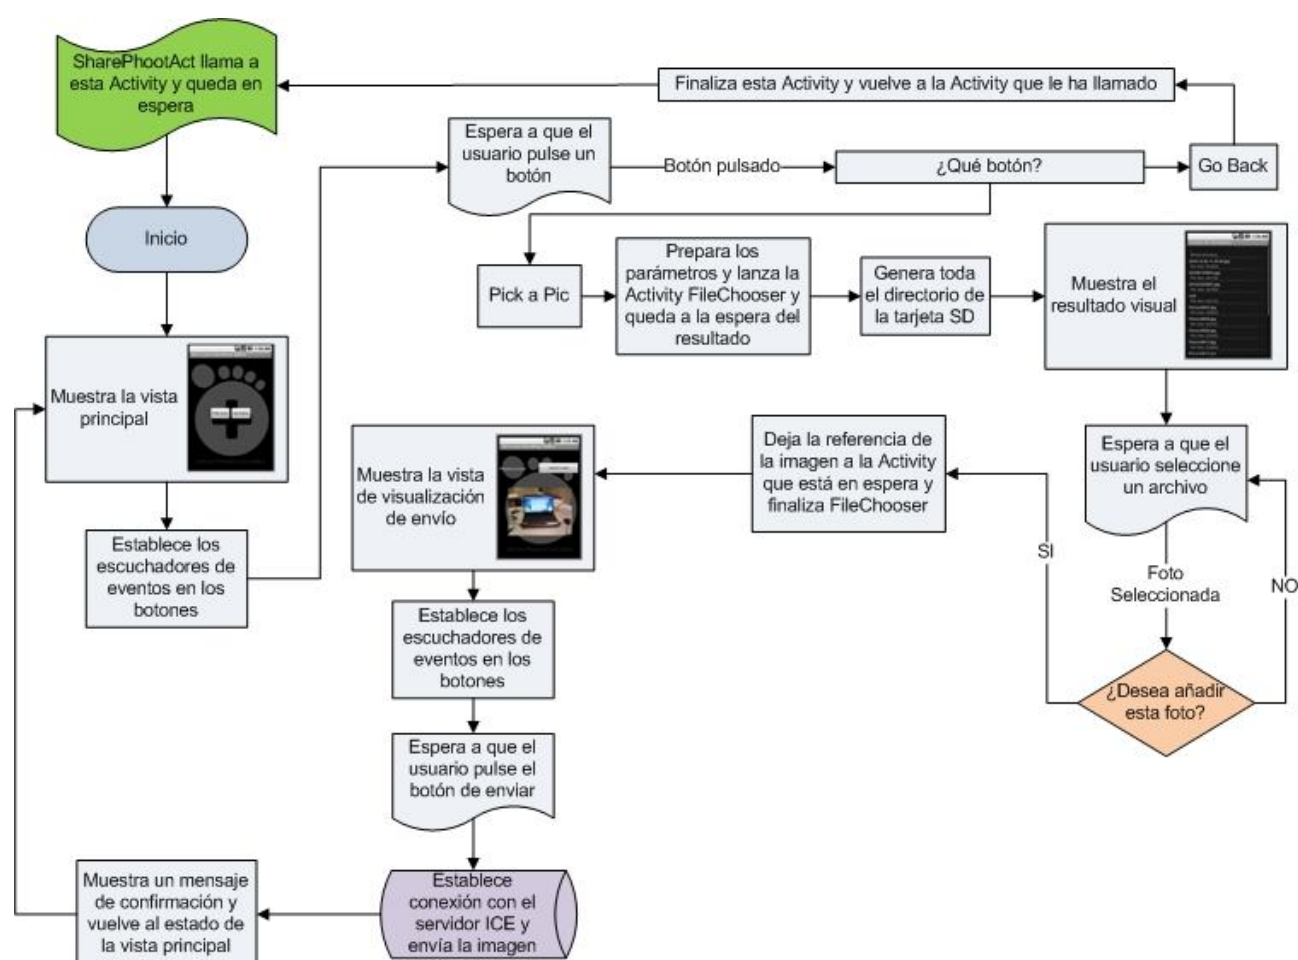 SharePhootAct llama a
esta Activity y queda en
espera
Finaliza esta Activity y vuelve a la Activity que le ha llamado
Espera a que el
usuario pulse un
botón
Botón pulsado
¿Qué botón?
Go Back
Inicio
Pick a Pic
Prepara los
parámetros y lanza la
Activity FileChooser y
queda a la espera del
resultado
Genera toda
el directorio de
la tarjeta SD
Muestra el
resultado visual
Muestra la vista
principal
Establece los
escuchadores de
eventos en los
botones
Muestra la vista
de visualización
de envío
Deja la referencia de
la imagen a la Activity
que está en espera y
finaliza FileChooser
Espera a que el
usuario seleccione
un archivo
SI
Foto
Seleccionada
NO
¿Desea añadir
esta foto?
Establece los
escuchadores de
eventos en los
botones
Espera a que el
usuario pulse el
botón de enviar
Establece
conexión con el
servidor ICE y
envía la imagen
Muestra un mensaje
de confirmación y
vuelve al estado de
la vista principal